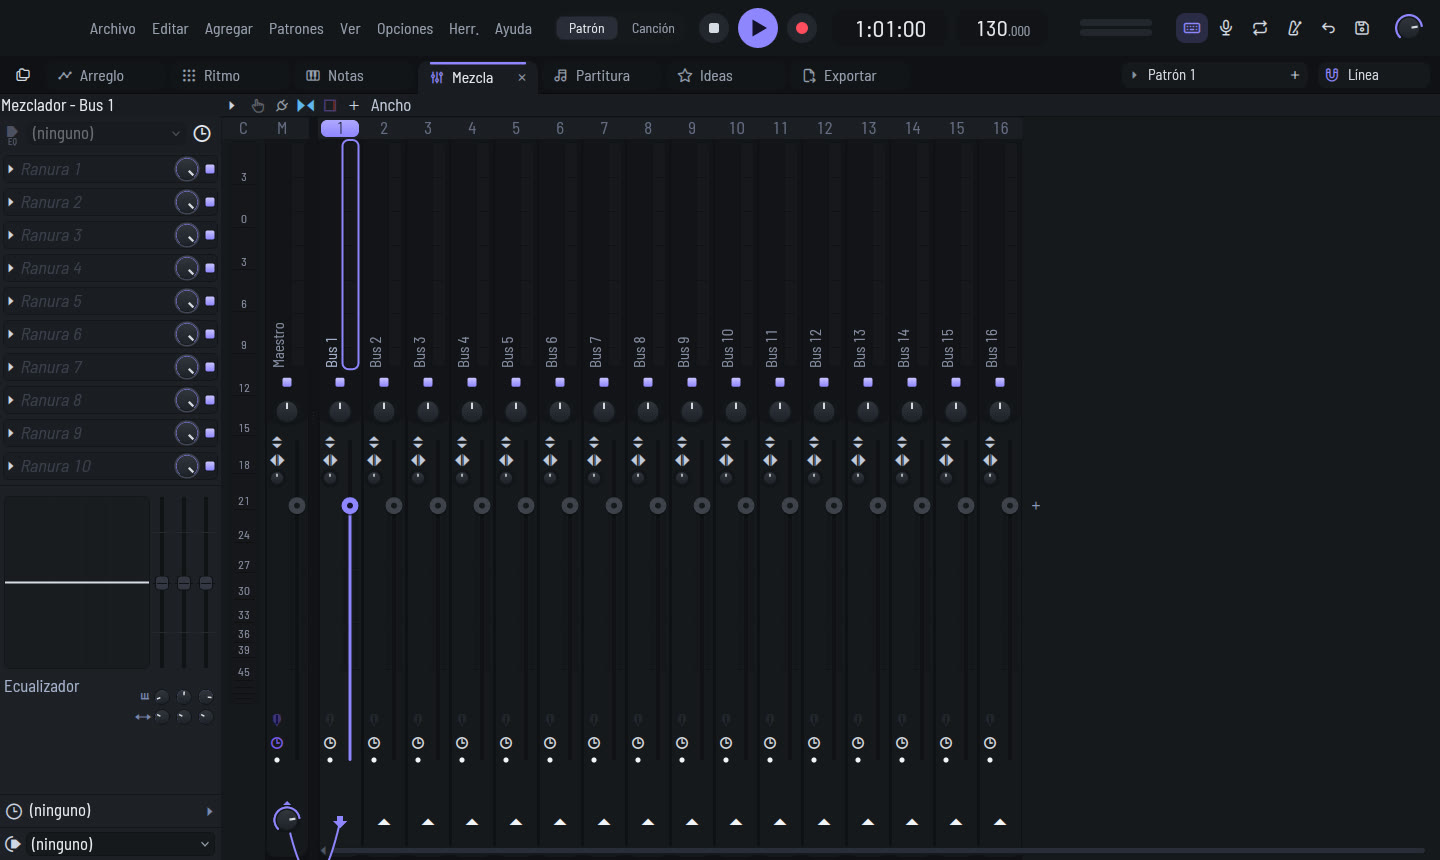 Archivo Editar Agregar Patrones Ver Opciones Herr. Ayuda Patrón Canción 1:01:00 130.000
Arreglo Ritmo Notas Mezcla × Partitura Ideas Exportar Patrón 1 + Línea
Mezclador - Bus 1 + Ancho
(ninguno)
EQ
C M 1 2 3 4 5 6 7 8 9 10 11 12 13 14 15 16
Ranura 1
Ranura 2
Ranura 3
Ranura 4
Ranura 5
Ranura 6
Ranura 7
Ranura 8
Ranura 9
Ranura 10
3
0
3
6
9
12
15
18
21
24
27
30
33
36
39
45
Maestro
Bus 1
Bus 2
Bus 3
Bus 4
Bus 5
Bus 6
Bus 7
Bus 8
Bus 9
Bus 10
Bus 11
Bus 12
Bus 13
Bus 14
Bus 15
Bus 16
+
Ecualizador
(ninguno)
(ninguno)